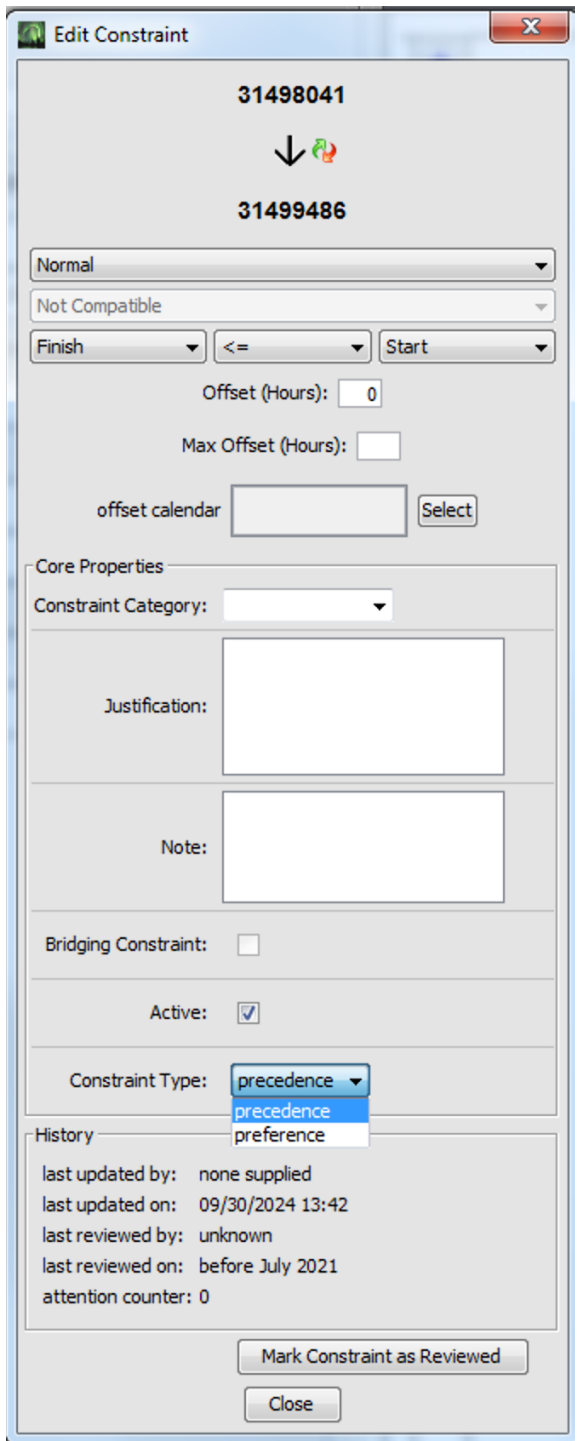 Edit Constraint
31498041
31499486
Normal
Not Compatible
Finish <= Start
Offset (Hours): 0
Max Offset (Hours):
offset calendar Select
Core Properties
Constraint Category:
Justification:
Note:
Bridging Constraint:
Active:
Constraint Type: precedence
precedence
preference
History
last updated by: none supplied
last updated on: 09/30/2024 13:42
last reviewed by: unknown
last reviewed on: before July 2021
attention counter: 0
Mark Constraint as Reviewed
Close